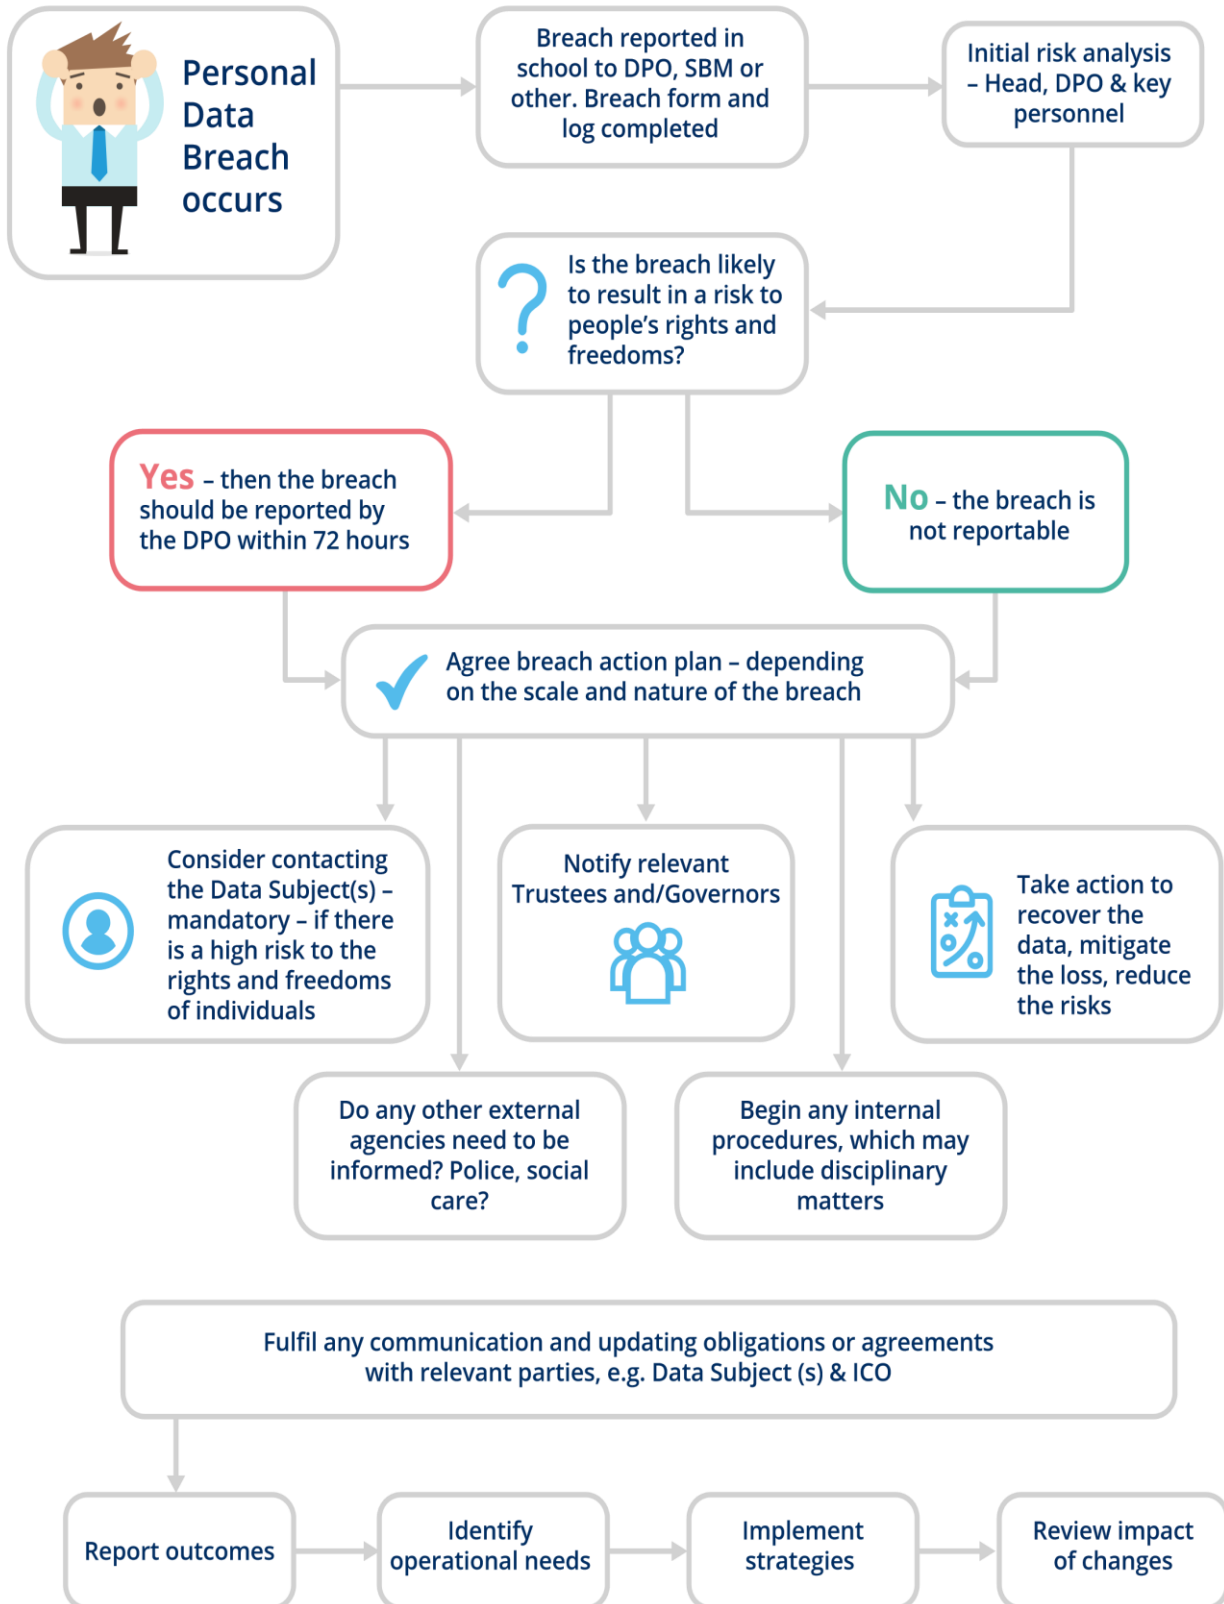 Personal
Data
Breach
occurs
Breach reported in
school to DPO, SBM or
other. Breach form and
log completed
Initial risk analysis
– Head, DPO & key
personnel
Is the breach likely
to result in a risk to
people’s rights and
freedoms?
Yes – then the breach
should be reported by
the DPO within 72 hours
No – the breach is
not reportable
Agree breach action plan – depending
on the scale and nature of the breach
Consider contacting
the Data Subject(s) –
mandatory – if there
is a high risk to the
rights and freedoms
of individuals
Notify relevant
Trustees and/Governors
Take action to
recover the
data, mitigate
the loss, reduce
the risks
Do any other external
agencies need to be
informed? Police, social
care?
Begin any internal
procedures, which may
include disciplinary
matters
Fulfil any communication and updating obligations or agreements
with relevant parties, e.g. Data Subject (s) & ICO
Report outcomes
Identify
operational needs
Implement
strategies
Review impact
of changes